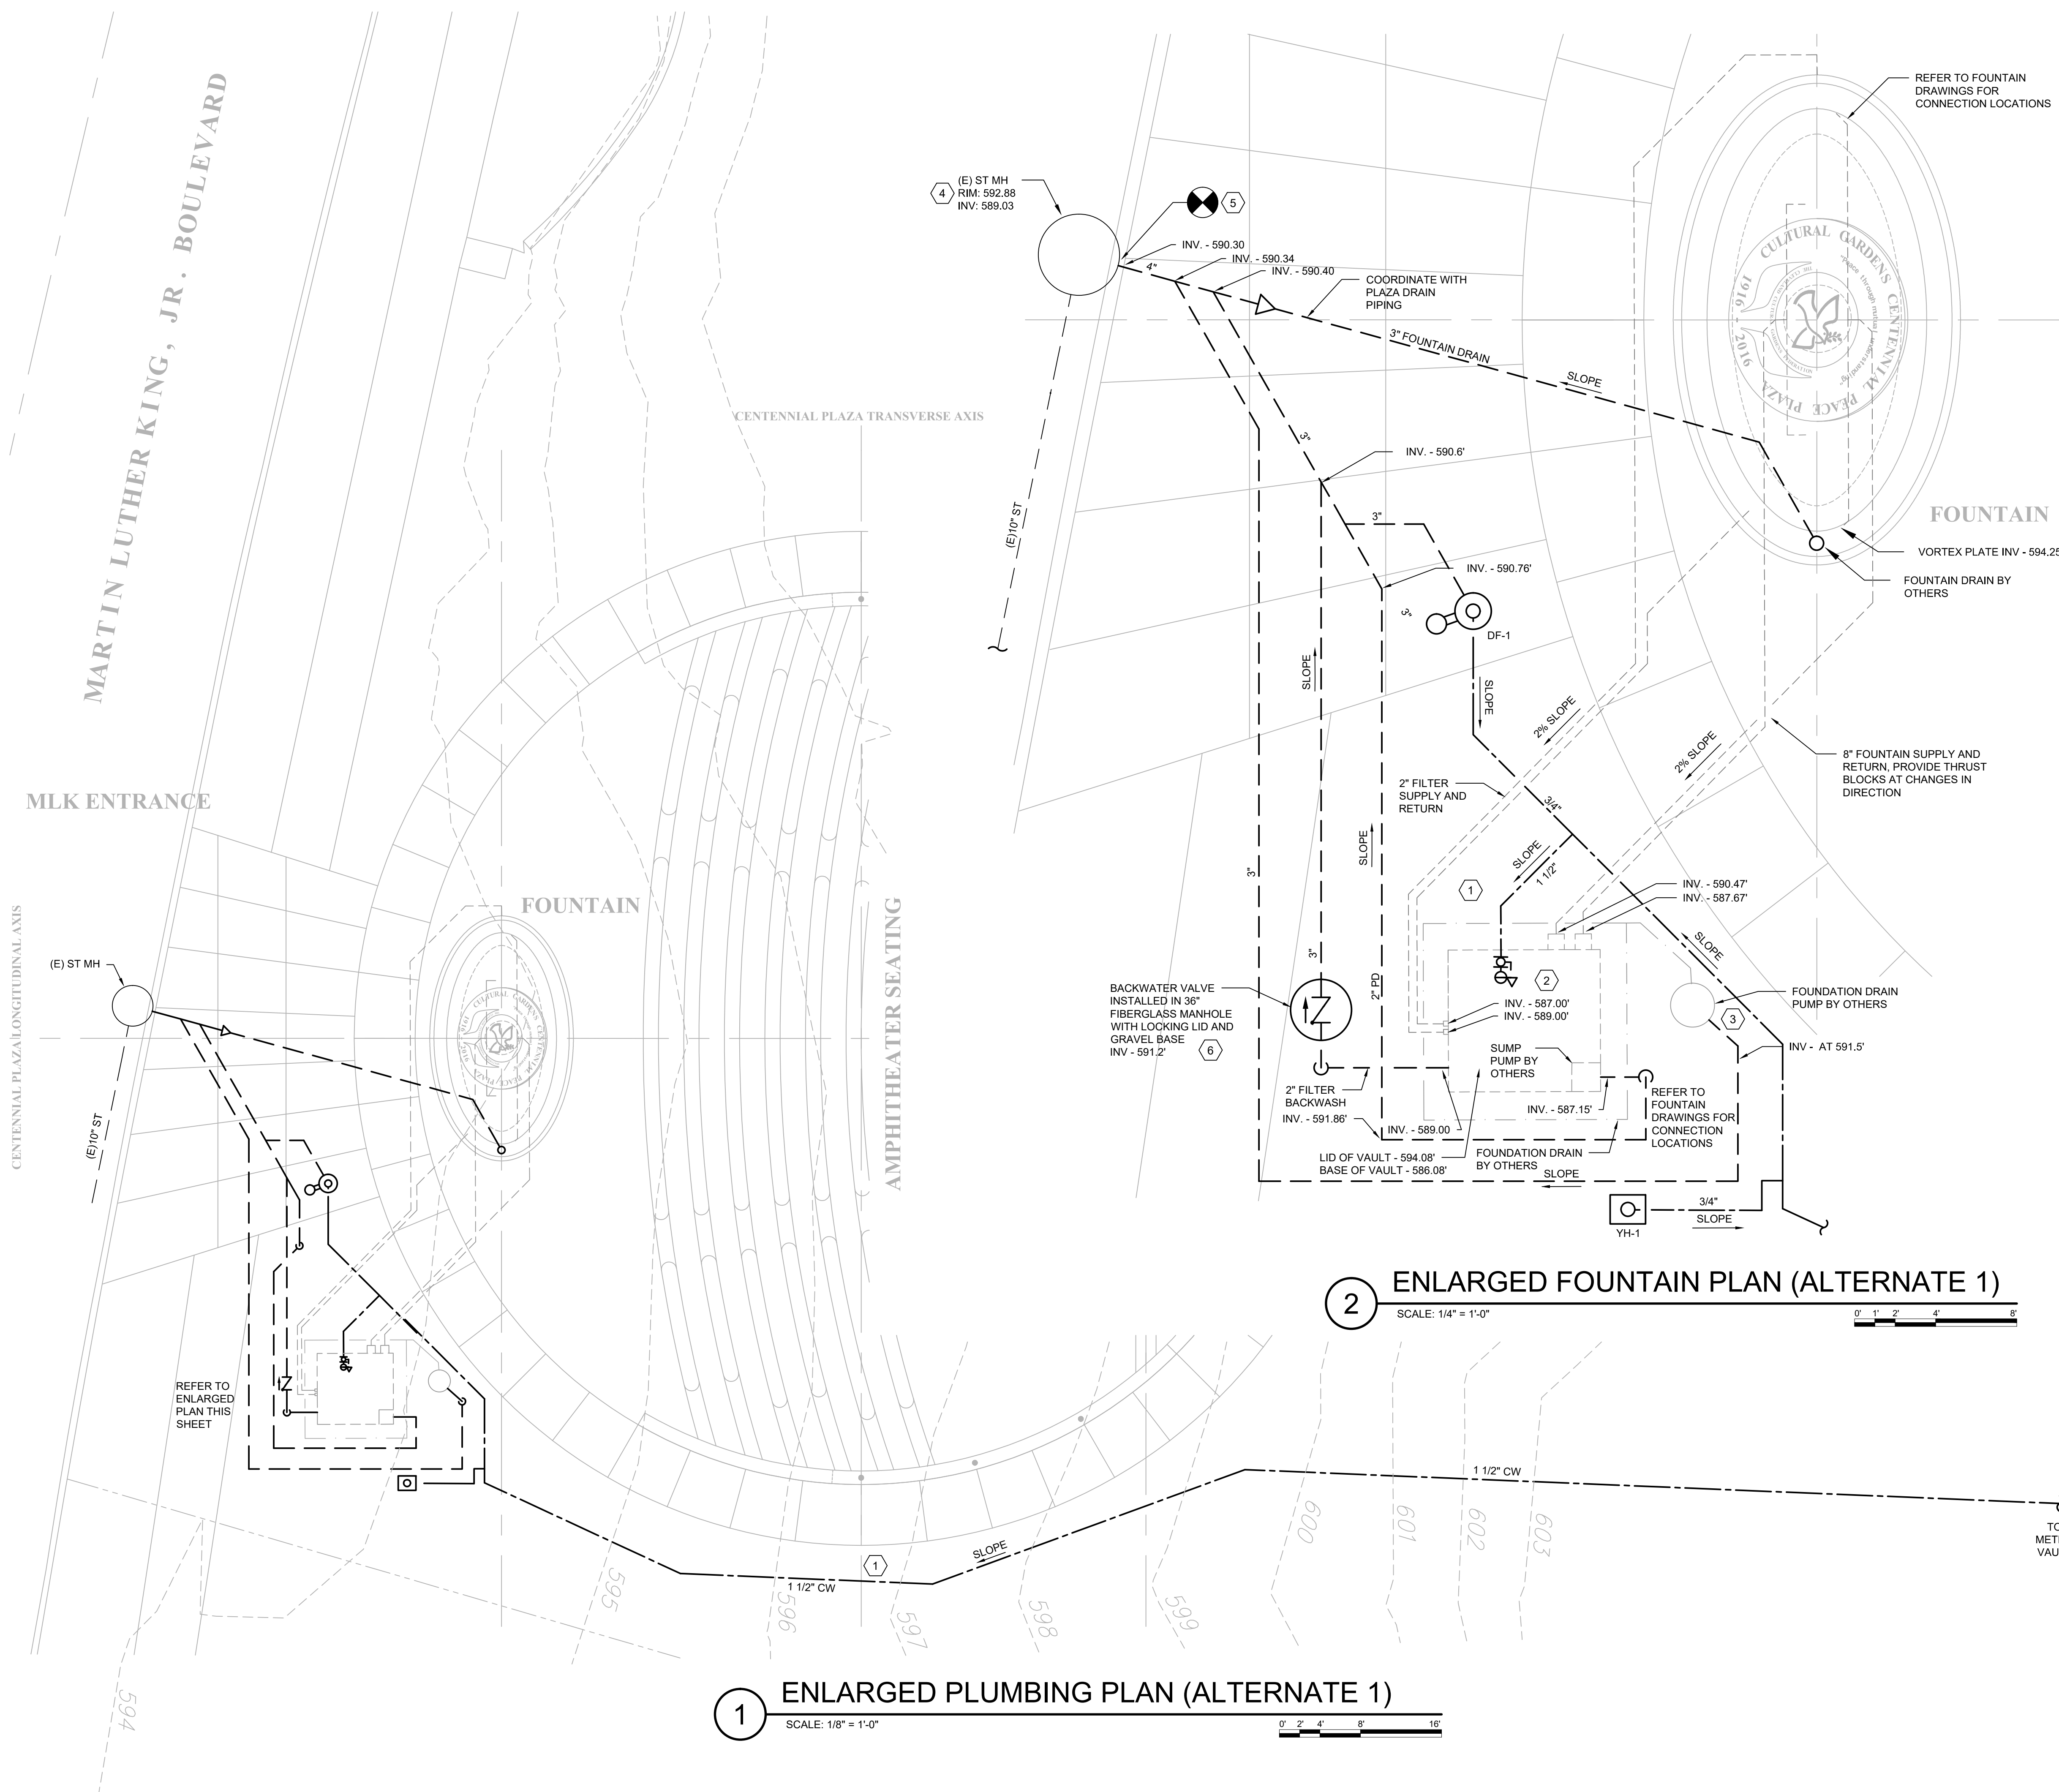 MARTIN LUTHER KING, JR. BOULEVARD
MLK ENTRANCE
CENTENNIAL PLAZA LONGITUDINAL AXIS
CENTENNIAL PLAZA TRANSVERSE AXIS
(E) ST MH
(E)10" ST
FOUNTAIN
CULTURAL GARDENS CENTENNIAL
PEACE PLAZA
1916 - 2016
AMPHITHEATER SEATING
REFER TO
ENLARGED
PLAN THIS
SHEET
1
SLOPE
1 1/2" CW
1 1/2" CW
TO
594
595
596
597
598
599
600
601
602
603
1
ENLARGED PLUMBING PLAN (ALTERNATE 1)
SCALE: 1/8" = 1'-0"
0' 2' 4' 8' 16'
4
(E) ST MH
RIM: 592.88
INV: 589.03
5
INV. - 590.30
INV. - 590.34
INV. - 590.40
4"
COORDINATE WITH
PLAZA DRAIN
PIPING
3" FOUNTAIN DRAIN
SLOPE
REFER TO FOUNTAIN
DRAWINGS FOR
CONNECTION LOCATIONS
CULTURAL GARDENS CENTENNIAL
PEACE PLAZA
1916 - 2016
"Peace through mutual understanding"
FOUNTAIN
VORTEX PLATE INV - 594.25
FOUNTAIN DRAIN BY
OTHERS
(E)10" ST
3"
INV. - 590.6'
3"
INV. - 590.76'
3"
DF-1
SLOPE
SLOPE
2% SLOPE
2% SLOPE
8" FOUNTAIN SUPPLY AND
RETURN, PROVIDE THRUST
BLOCKS AT CHANGES IN
DIRECTION
2" FILTER
SUPPLY AND
RETURN
3/4"
SLOPE
SLOPE
1 1/2"
3"
1
INV. - 590.47'
INV. - 587.67'
SLOPE
3"
2" PD
2
BACKWATER VALVE
INSTALLED IN 36"
FIBERGLASS MANHOLE
WITH LOCKING LID AND
GRAVEL BASE
INV - 591.2'
6
INV. - 587.00'
INV. - 589.00'
FOUNDATION DRAIN
PUMP BY OTHERS
3
INV - AT 591.5'
SUMP
PUMP BY
OTHERS
2" FILTER
BACKWASH
INV. - 591.86'
INV. - 589.00
INV. - 587.15'
REFER TO
FOUNTAIN
DRAWINGS FOR
CONNECTION
LOCATIONS
LID OF VAULT - 594.08'
BASE OF VAULT - 586.08'
FOUNDATION DRAIN
BY OTHERS
SLOPE
3/4"
SLOPE
YH-1
2
ENLARGED FOUNTAIN PLAN (ALTERNATE 1)
SCALE: 1/4" = 1'-0"
0' 1' 2' 4' 8'